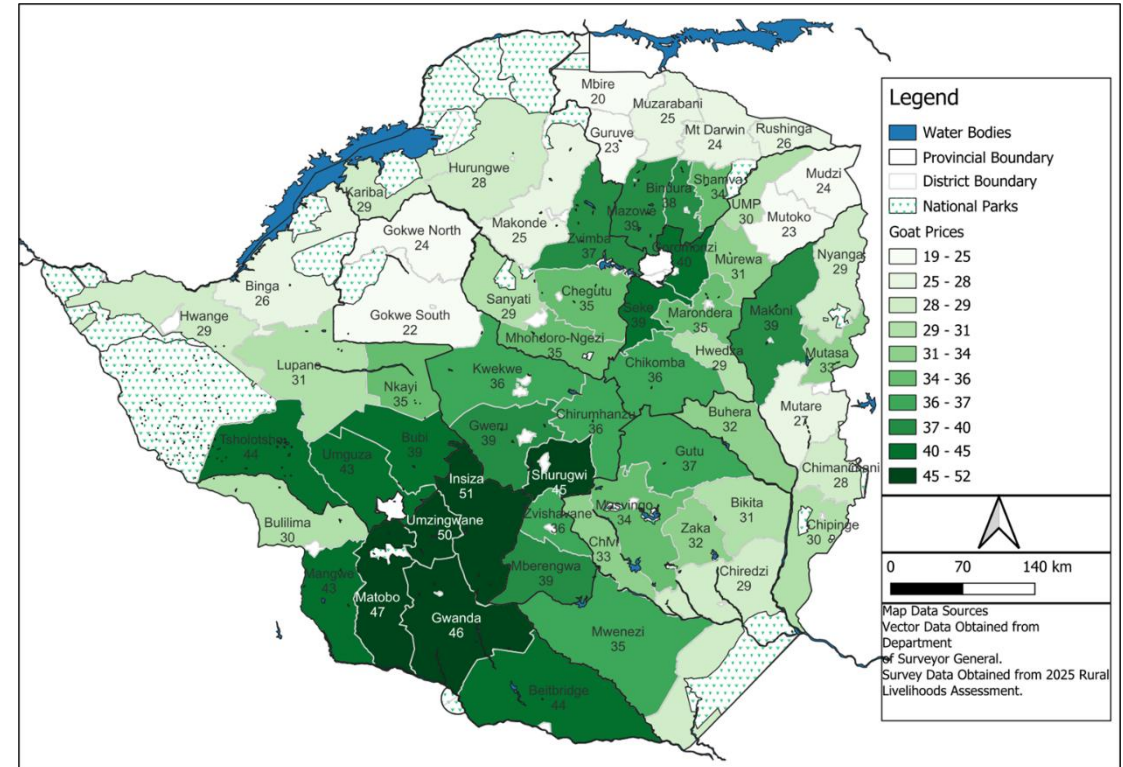 Mbire
20
Muzarabani
25
Guruve
23
Mt Darwin
24
Rushinga
26
Hurungwe
28
Kariba
29
Makonde
25
Gokwe North
24
Bindura
38
Shamva
34
Mazowe
39
UMP
30
Mudzi
24
Mutoko
23
Zvimba
37
Goromonzi
40
Murewa
31
Nyanga
29
Binga
26
Hwange
29
Gokwe South
22
Sanyati
29
Chegutu
35
Seke
39
Marondera
35
Makoni
39
Mhondoro-Ngezi
35
Hwedza
29
Mutasa
33
Lupane
31
Nkayi
35
Kwekwe
36
Chikomba
36
Mutare
27
Chirumhanzu
36
Buhera
32
Gweru
39
Tsholotsho
44
Umguza
43
Bubi
39
Insiza
51
Shurugwi
45
Gutu
37
Chimanimani
28
Bikita
31
Masvingo
34
Zvishavane
36
Umzingwane
50
Bulilima
30
Zaka
32
Chivi
33
Chipinge
30
Mangwe
43
Matobo
47
Mberengwa
39
Chiredzi
29
Gwanda
46
Mwenezi
35
Beitbridge
44
Legend
Water Bodies
Provincial Boundary
District Boundary
National Parks
Goat Prices
19 - 25
25 - 28
28 - 29
29 - 31
31 - 34
34 - 36
36 - 37
37 - 40
40 - 45
45 - 52
0 70 140 km
Map Data Sources
Vector Data Obtained from
Department
of Surveyor General.
Survey Data Obtained from 2025 Rural
Livelihoods Assessment.